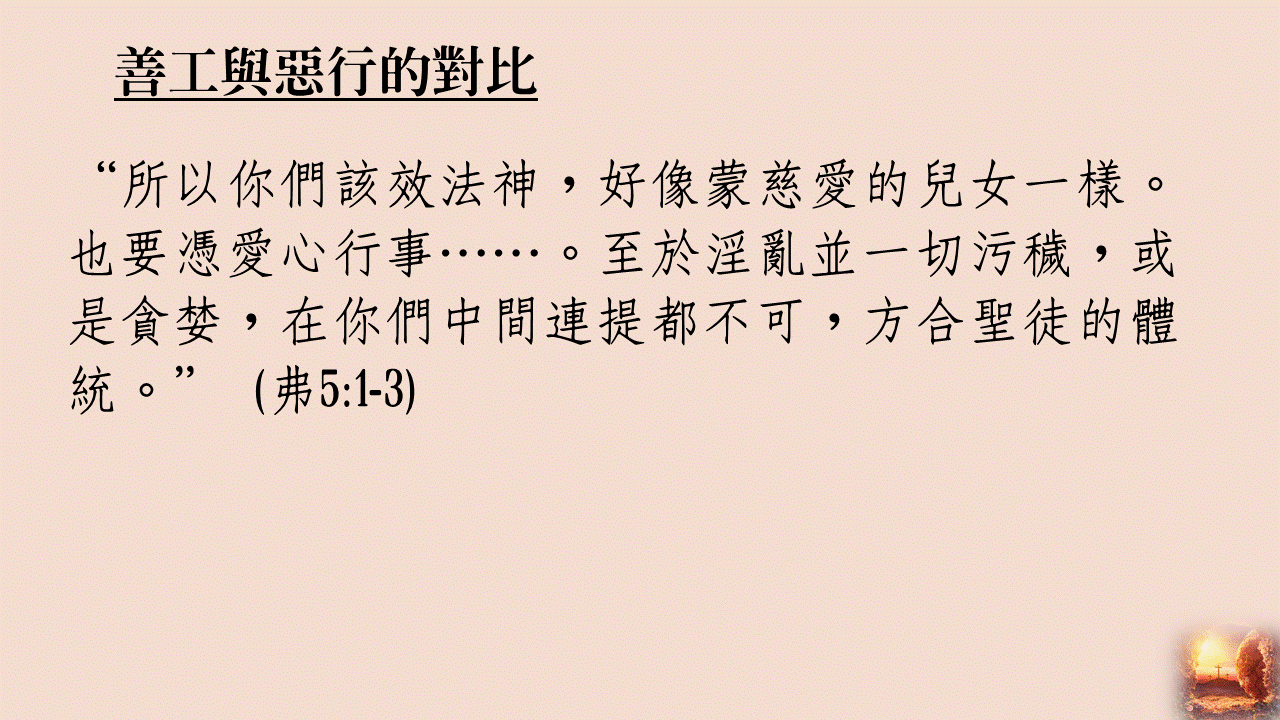 善工與惡行的對比
“所以你們該效法神，好像蒙慈愛的兒女一樣。
也要憑愛心行事……。至於淫亂並一切污穢，或
是貪婪，在你們中間連提都不可，方合聖徒的體
統。” (弗5:1-3)